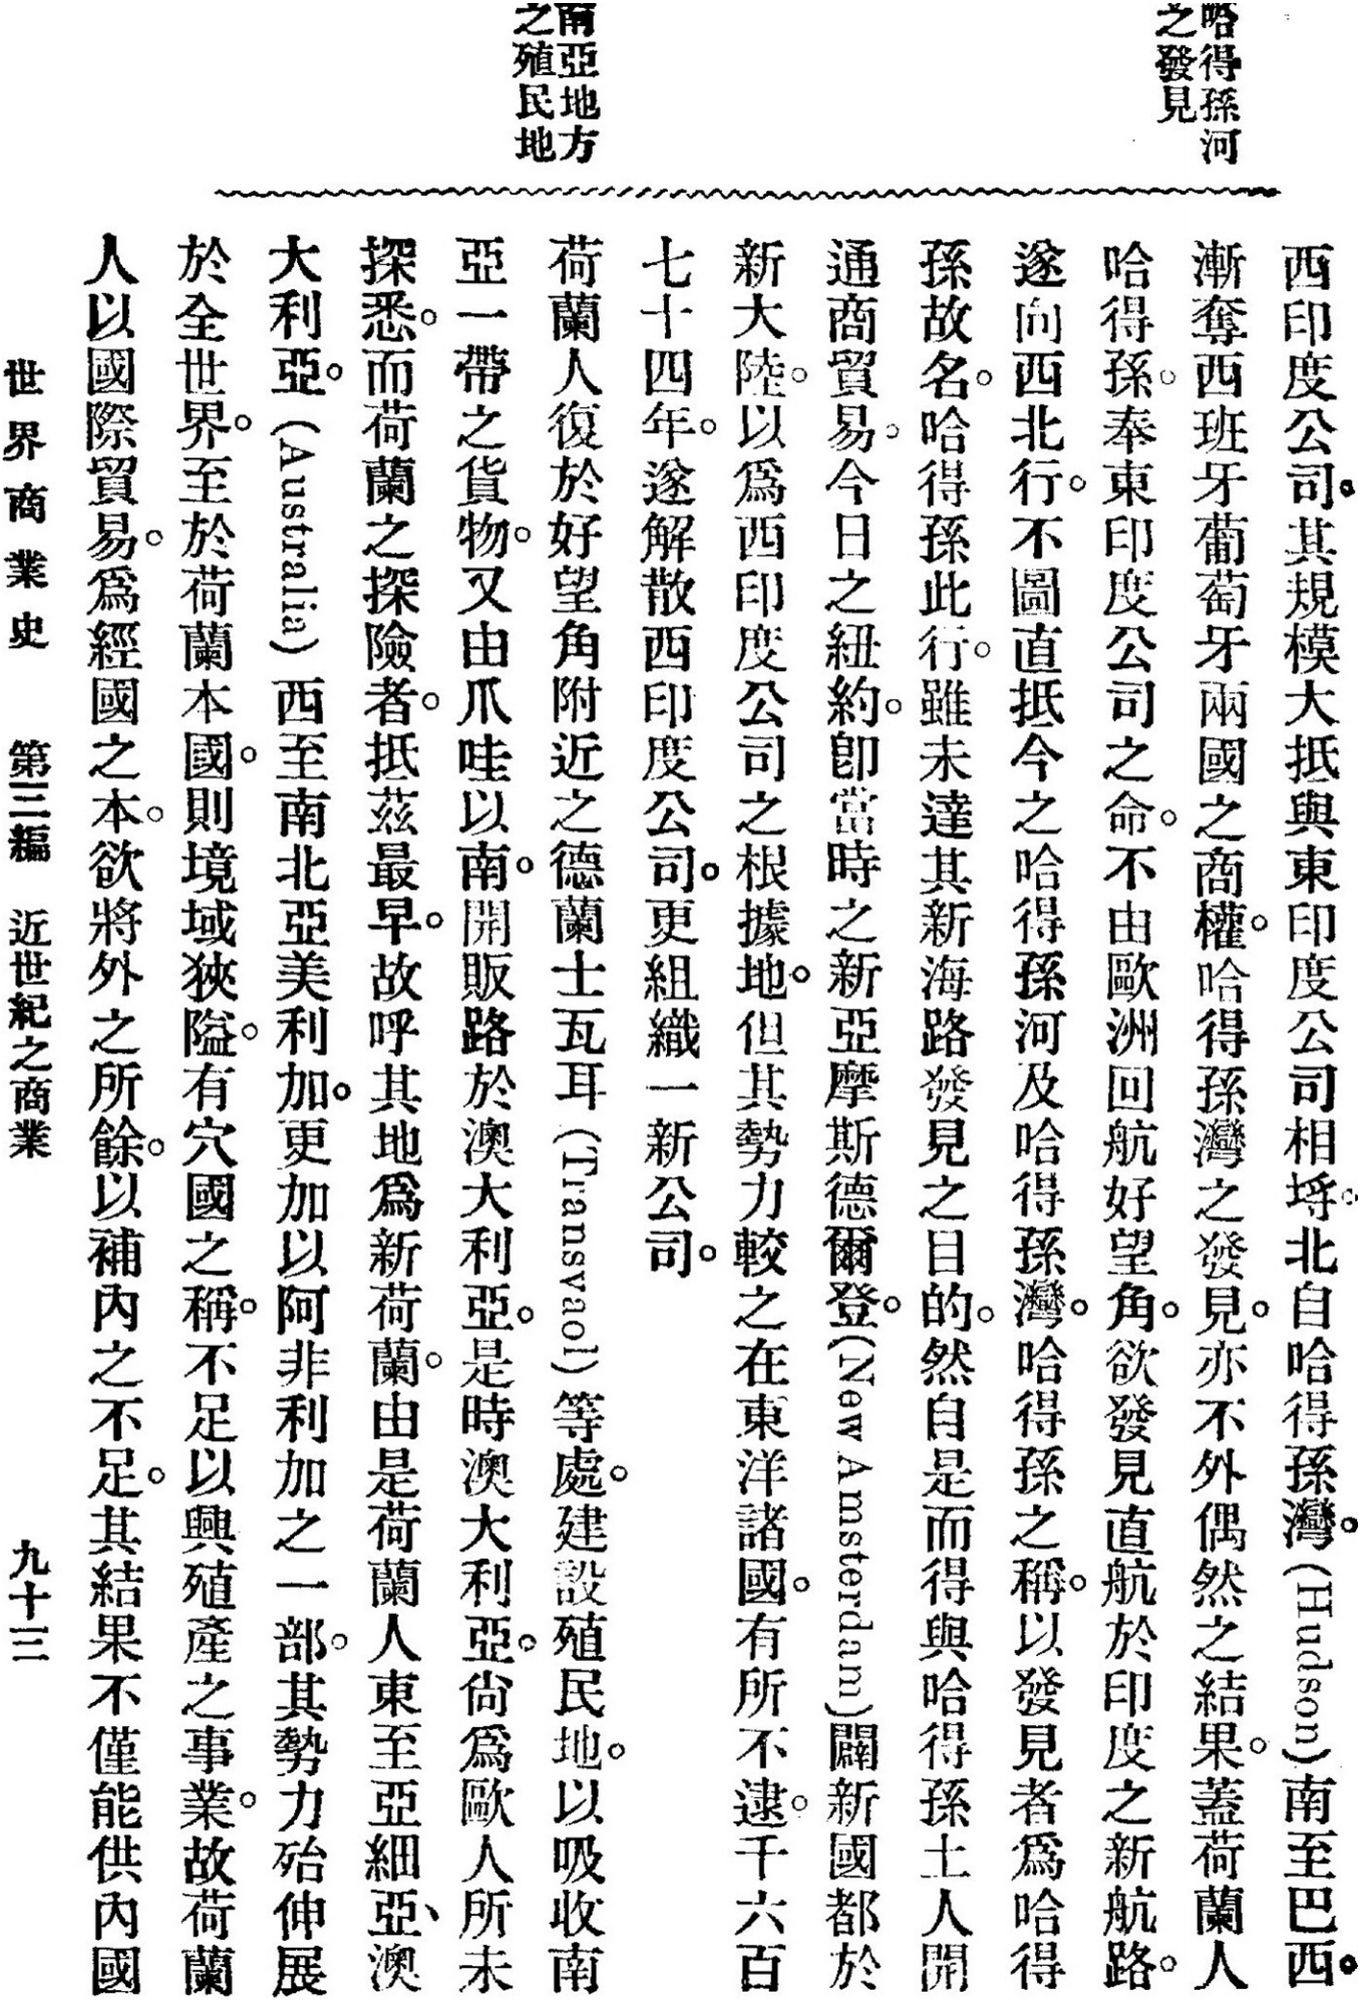 哈得孫河
之發見
南亞地方
之殖民地
西印度公司。其規模大抵與東印度公司相埒。北自哈得孫灣。(Hudson)南至巴西。
漸奪西班牙葡萄牙兩國之商權。哈得孫灣之發見。亦不外偶然之結果。蓋荷蘭人
哈得孫。奉東印度公司之命。不由歐洲回航好望角。欲發見直航於印度之新航路。
遂向西北行。不圖直抵今之哈得孫河及哈得孫灣。哈得孫之稱。以發見者爲哈得
孫故名。哈得孫此行。雖未達其新海路發見之目的。然自是而得與哈得孫土人開
通商貿易。今日之紐約。卽當時之新亞摩斯德爾登。(New Amsterdam)闢新國都於
新大陸。以爲西印度公司之根據地。但其勢力較之在東洋諸國。有所不逮。千六百
七十四年。遂解散西印度公司。更組織一新公司。
荷蘭人復於好望角附近之德蘭士瓦耳(Transvaol)等處。建設殖民地。以吸收南
亞一帶之貨物。又由爪哇以南。開販路於澳大利亞。是時澳大利亞。尙爲歐人所未
探悉。而荷蘭之探險者。抵茲最早。故呼其地爲新荷蘭。由是荷蘭人東至亞細亞、澳
大利亞。(Australia)西至南北亞美利加。更加以阿非利加之一部。其勢力殆伸展
於全世界。至於荷蘭本國。則境域狹隘。有穴國之稱。不足以興殖產之事業。故荷蘭
人以國際貿易。爲經國之本。欲將外之所餘。以補內之不足。其結果不僅能供內國
世界商業史　第三編　近世紀之商業　九十三